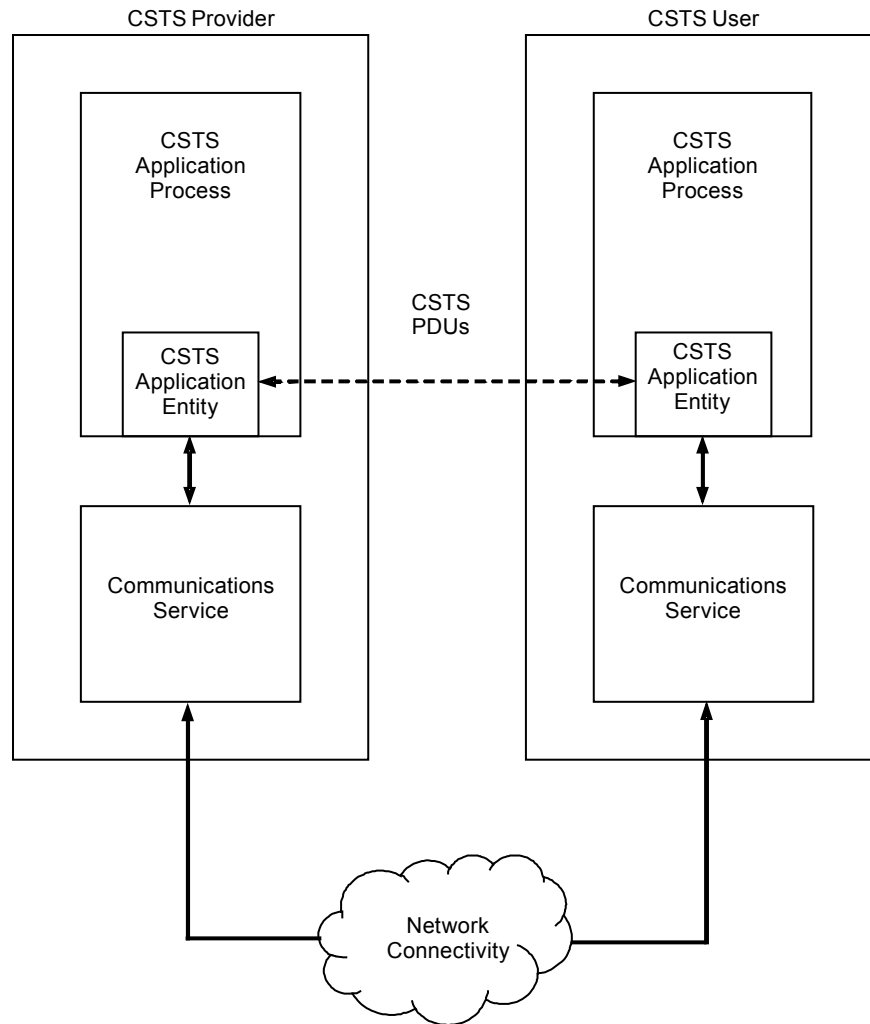 CSTS Provider
CSTS User
CSTS
Application
Process
CSTS
Application
Process
CSTS
PDUs
CSTS
Application
Entity
CSTS
Application
Entity
Communications
Service
Communications
Service
Network
Connectivity